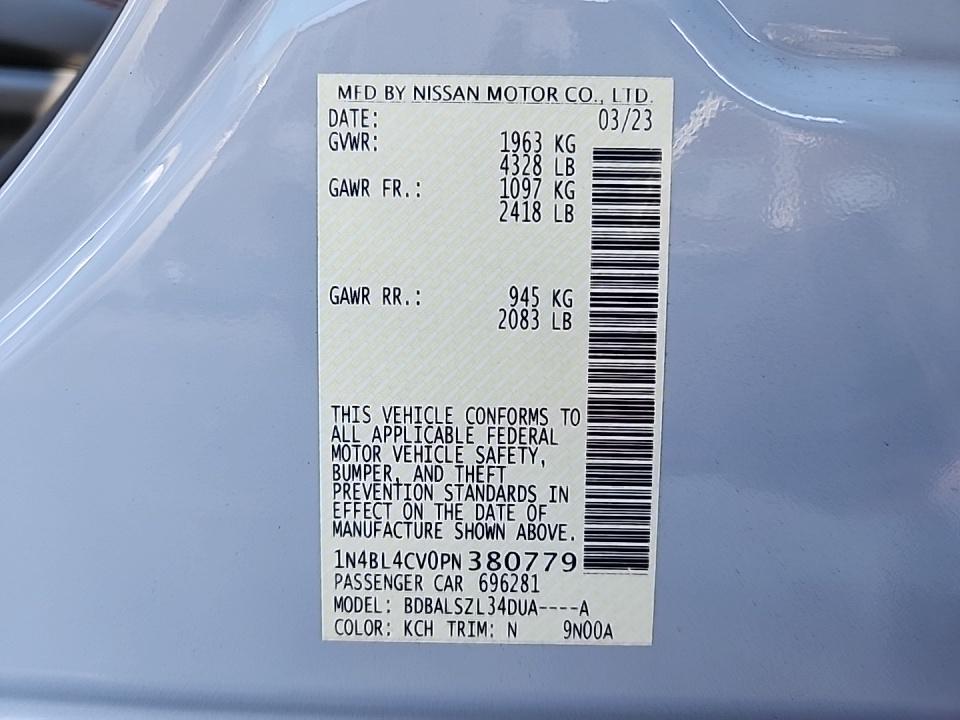 MFD BY NISSAN MOTOR CO., LTD.
DATE: 03/23
GVWR: 1963 KG
4328 LB
GAWR FR.: 1097 KG
2418 LB
GAWR RR.: 945 KG
2083 LB
THIS VEHICLE CONFORMS TO
ALL APPLICABLE FEDERAL
MOTOR VEHICLE SAFETY,
BUMPER, AND THEFT
PREVENTION STANDARDS IN
EFFECT ON THE DATE OF
MANUFACTURE SHOWN ABOVE.
1N4BL4CV0PN380779
PASSENGER CAR 696281
MODEL: BDBALSZL34DUA----A
COLOR: KCH TRIM: N 9N00A